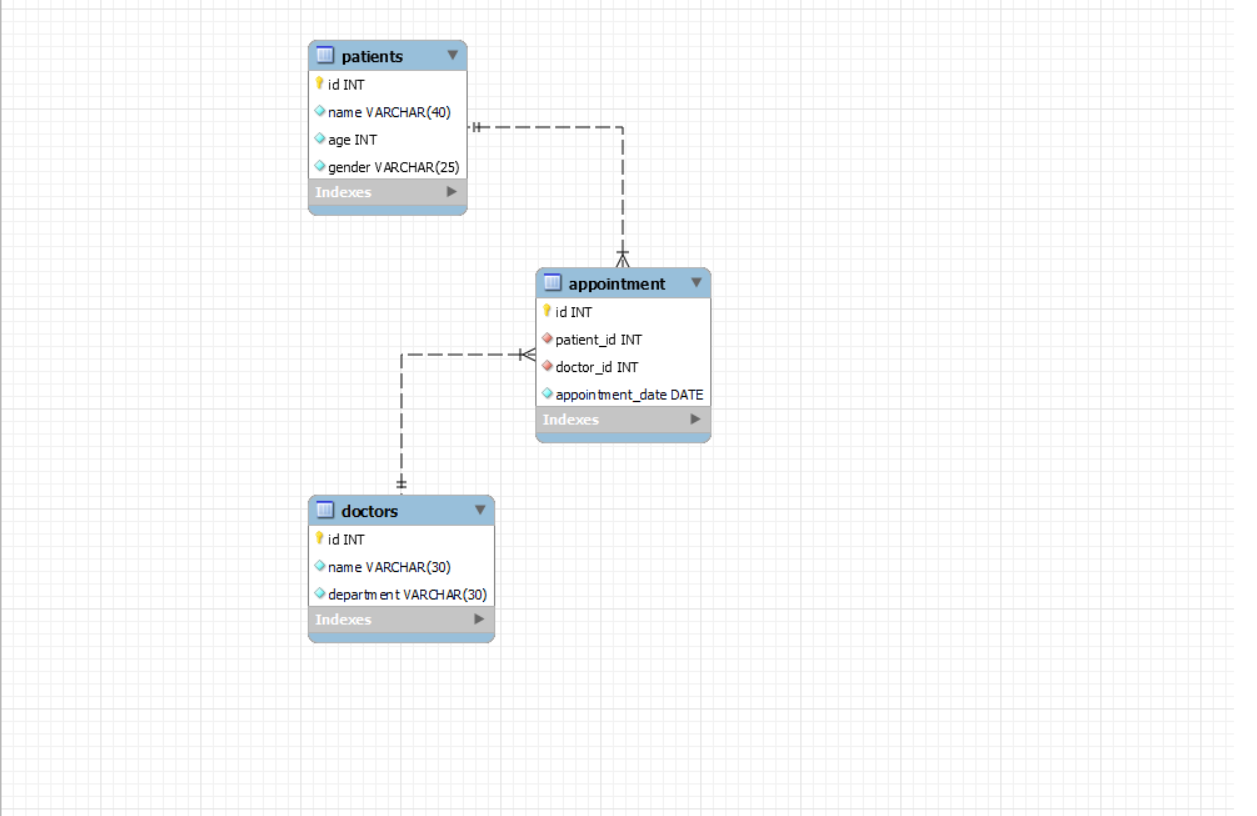 patients
id INT
name VARCHAR(40)
age INT
gender VARCHAR(25)
Indexes
appointment
id INT
patient_id INT
doctor_id INT
appointment_date DATE
Indexes
doctors
id INT
name VARCHAR(30)
department VARCHAR(30)
Indexes